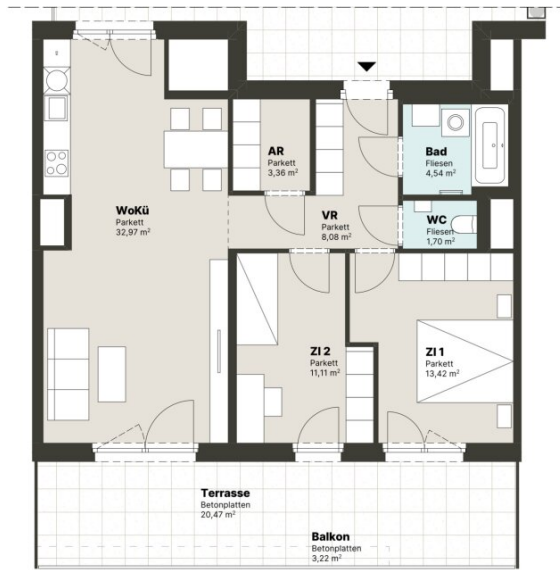 AR
Parkett
3,36 m²
Bad
Fliesen
4,54 m²
WoKü
Parkett
32,97 m²
VR
Parkett
8,08 m²
WC
Fliesen
1,70 m²
ZI 2
Parkett
11,11 m²
ZI 1
Parkett
13,42 m²
Terrasse
Betonplatten
20,47 m²
Balkon
Betonplatten
3,22 m²